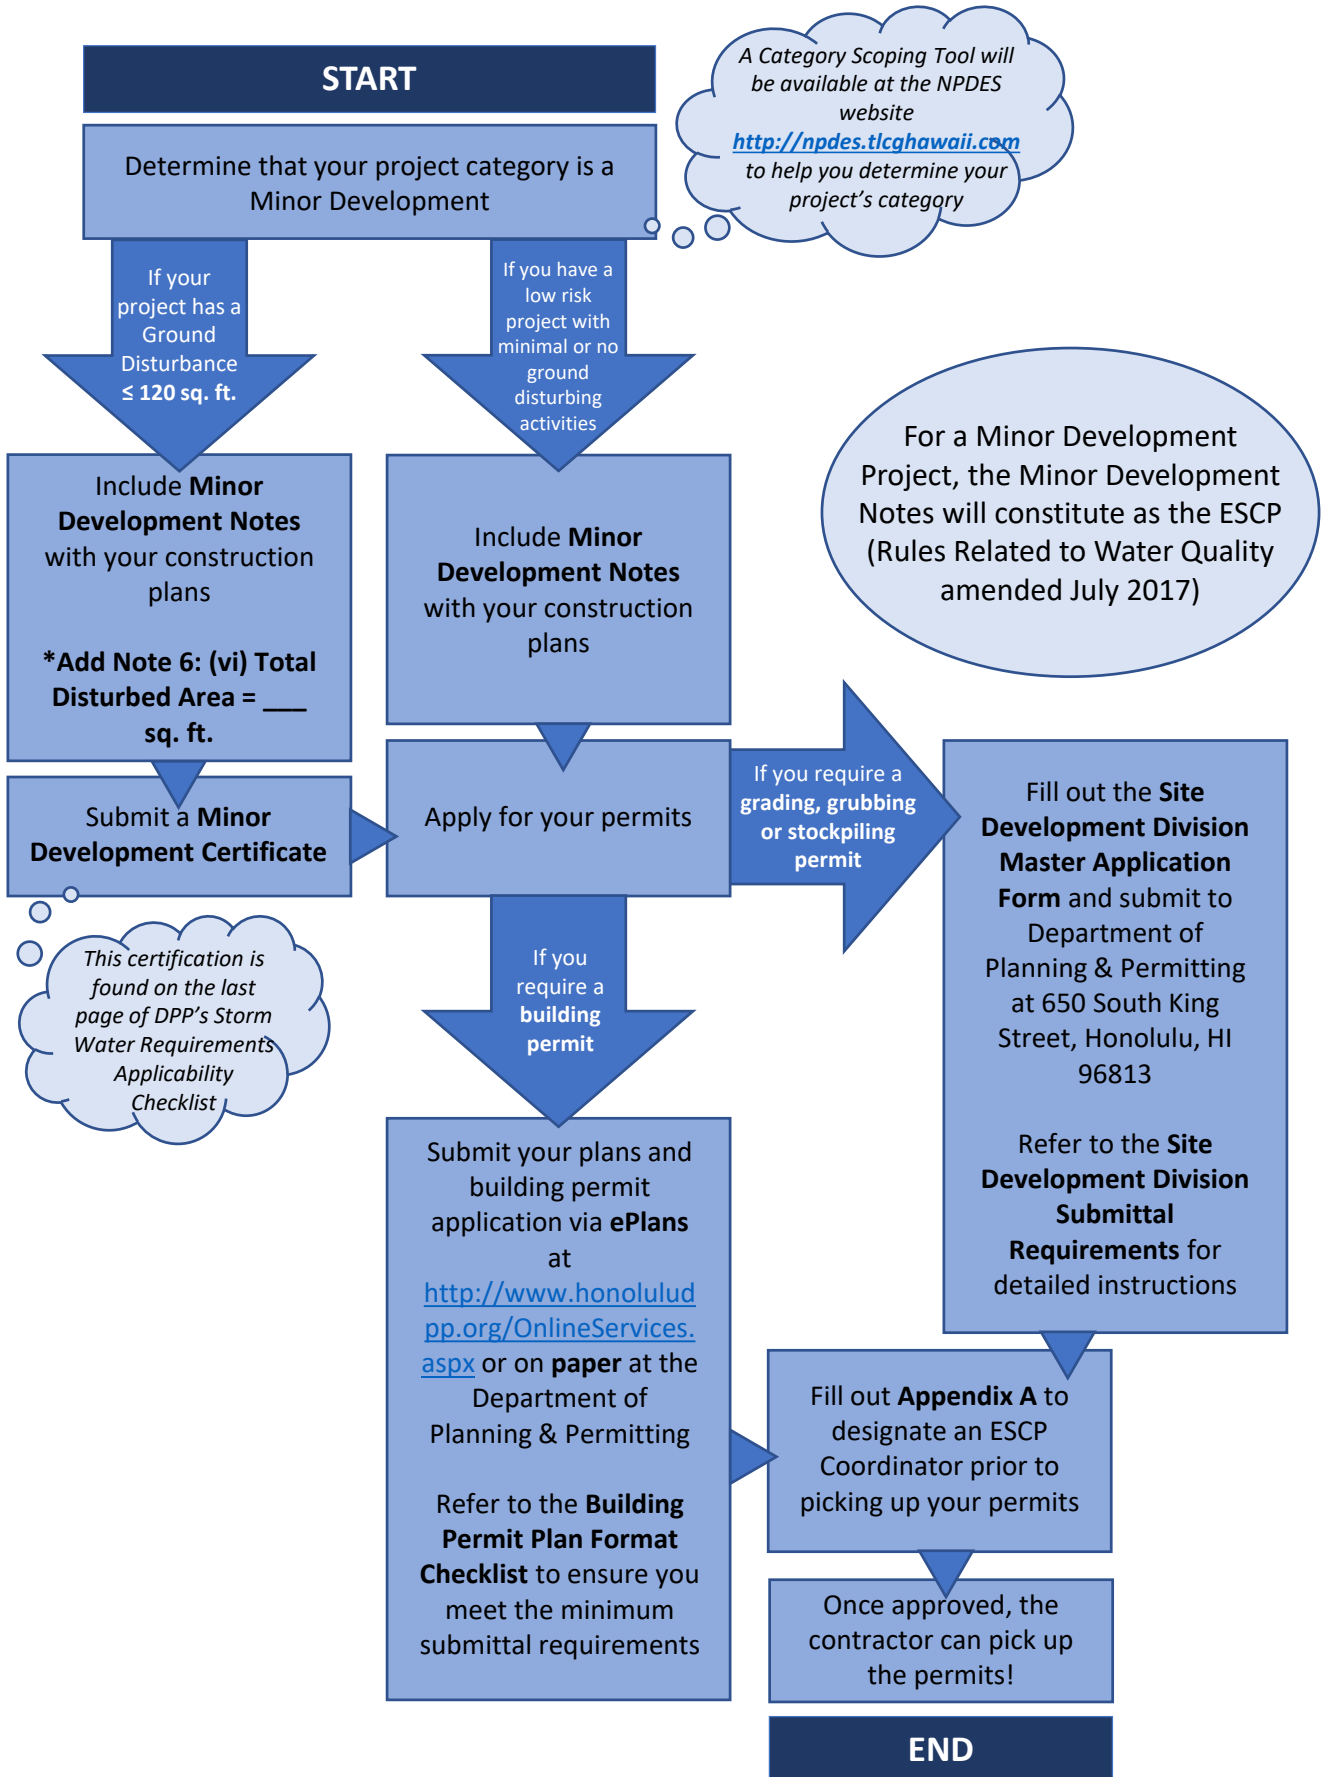 START
Determine that your project category is a
Minor Development
A Category Scoping Tool will
be available at the NPDES
website
http://npdes.tlcghawaii.com
to help you determine your
project's category
If your
project has a
Ground
Disturbance
≤ 120 sq. ft.
If you have a
low risk
project with
minimal or no
ground
disturbing
activities
For a Minor Development
Project, the Minor Development
Notes will constitute as the ESCP
(Rules Related to Water Quality
amended July 2017)
Include Minor
Development Notes
with your construction
plans
*Add Note 6: (vi) Total
Disturbed Area = ___
sq. ft.
Include Minor
Development Notes
with your construction
plans
Submit a Minor
Development Certificate
This certification is
found on the last
page of DPP's Storm
Water Requirements
Applicability
Checklist
Apply for your permits
If you require a
grading, grubbing
or stockpiling
permit
Fill out the Site
Development Division
Master Application
Form and submit to
Department of
Planning & Permitting
at 650 South King
Street, Honolulu, HI
96813
Refer to the Site
Development Division
Submittal
Requirements for
detailed instructions
If you
require a
building
permit
Submit your plans and
building permit
application via ePlans
at
http://www.honolulud
pp.org/OnlineServices.
aspx or on paper at the
Department of
Planning & Permitting
Refer to the Building
Permit Plan Format
Checklist to ensure you
meet the minimum
submittal requirements
Fill out Appendix A to
designate an ESCP
Coordinator prior to
picking up your permits
Once approved, the
contractor can pick up
the permits!
END